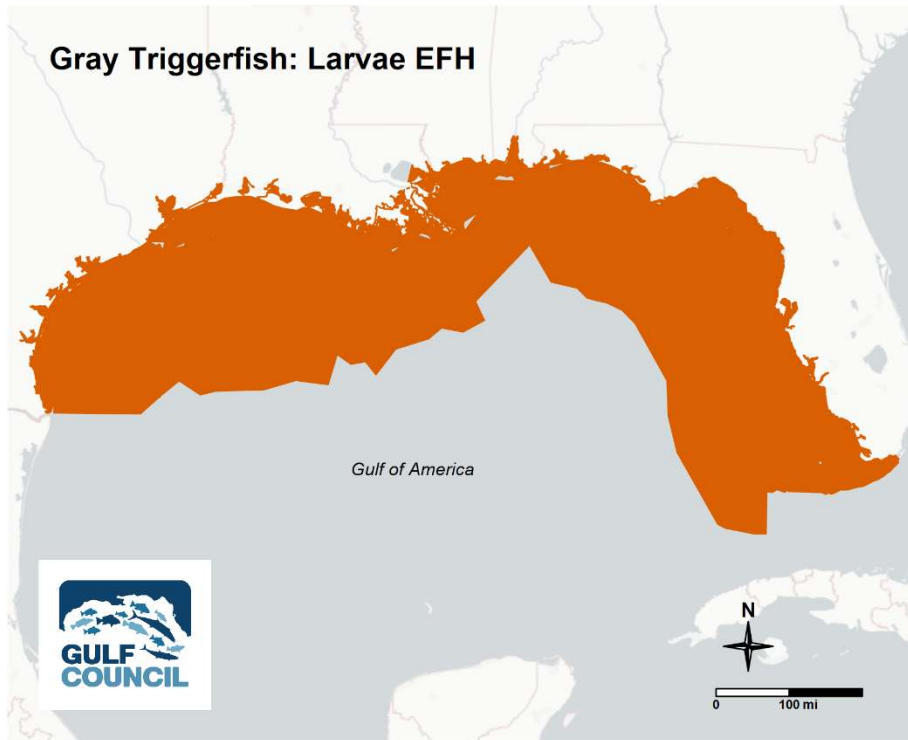 Gray Triggerfish: Larvae EFH
Gulf of America
GULF
COUNCIL
N
0 100 mi